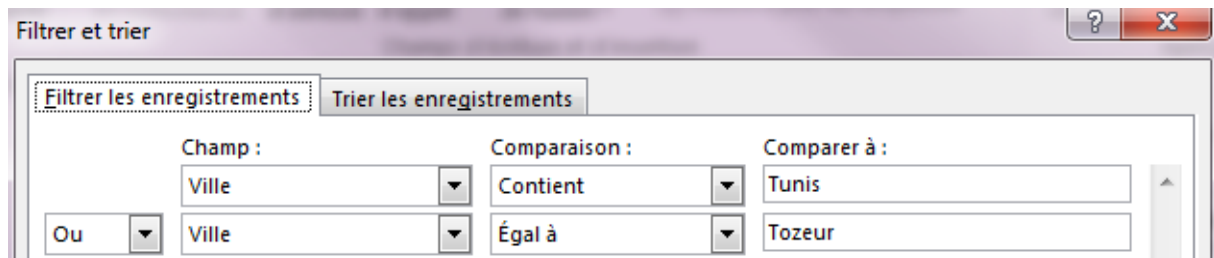 Filtrer et trier
?
X
Filtrer les enregistrements Trier les enregistrements
Champ : Comparaison : Comparer à :
Ville Contient Tunis
Ou Ville Égal à Tozeur